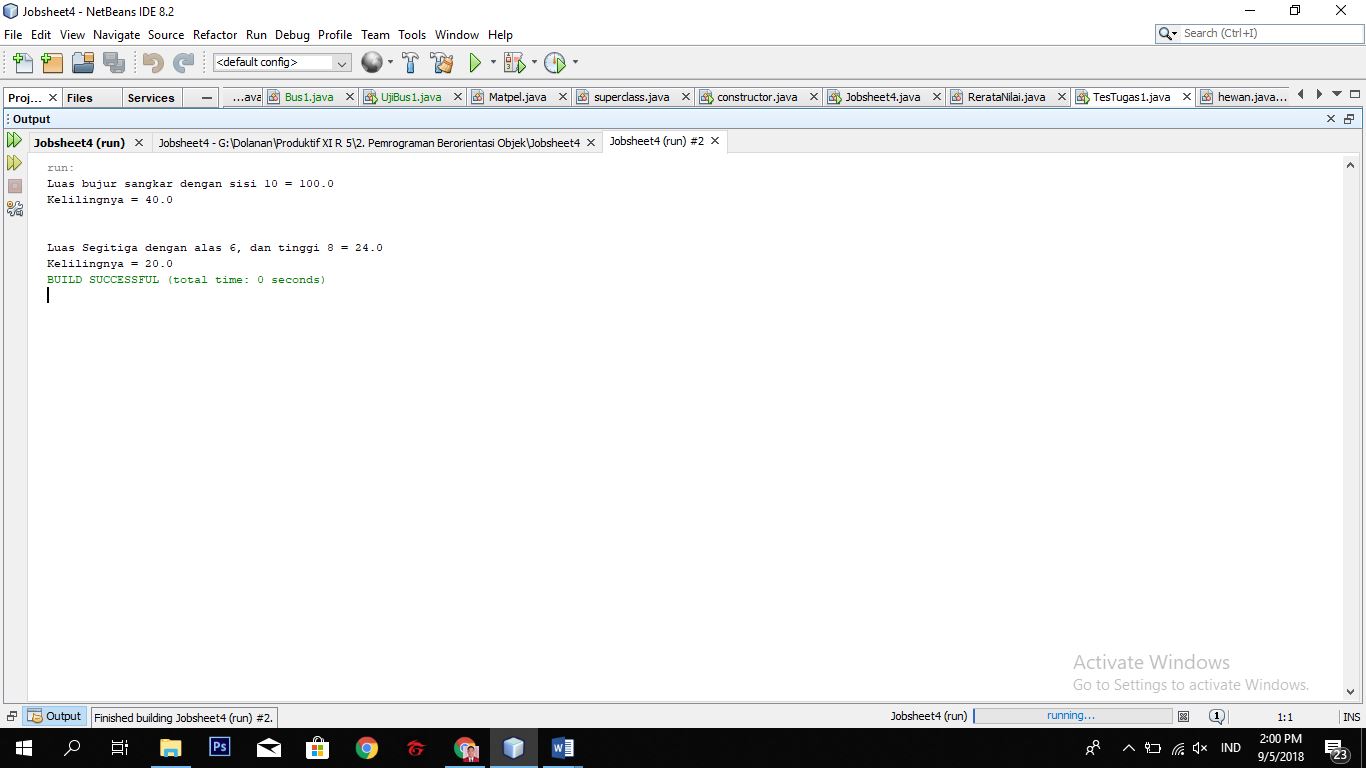 Jobsheet4 - NetBeans IDE 8.2
File Edit View Navigate Source Refactor Run Debug Profile Team Tools Window Help
Search (Ctrl+I)
<default config>
Proj... Files Services ...ava Bus1.java UjiBus1.java Matpel.java superclass.java constructor.java Jobsheet4.java RerataNilai.java TesTugas1.java hewan.java...
Output
Jobsheet4 (run) Jobsheet4 - G:\Dolanan\Produktif XI R 5\2. Pemrograman Berorientasi Objek\Jobsheet4 Jobsheet4 (run) #2
run:
Luas bujur sangkar dengan sisi 10 = 100.0
Kelilingnya = 40.0
Luas Segitiga dengan alas 6, dan tinggi 8 = 24.0
Kelilingnya = 20.0
BUILD SUCCESSFUL (total time: 0 seconds)
Activate Windows
Go to Settings to activate Windows.
Output Finished building Jobsheet4 (run) #2. Jobsheet4 (run) running... 1 1:1 INS
Ps W IND 2:00 PM
9/5/2018 23